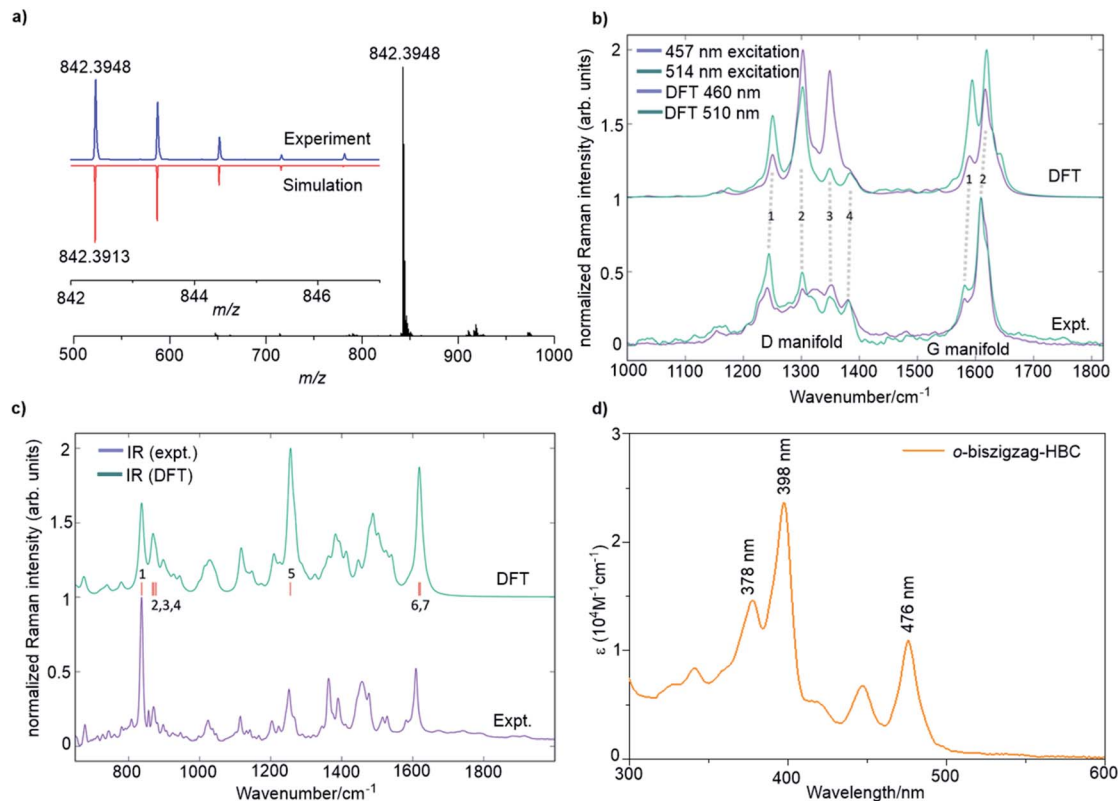 a)
842.3948
842.3948
Experiment
Simulation
842.3913
842 844 846
m/z
500 600 700 800 900 1000
m/z
b)
457 nm excitation
514 nm excitation
DFT 460 nm
DFT 510 nm
normalized Raman intensity (arb. units)
2
1.5
1
0.5
0
DFT
1 2 3 4 1 2
Expt.
D manifold G manifold
1000 1100 1200 1300 1400 1500 1600 1700 1800
Wavenumber/cm-1
c)
IR (expt.)
IR (DFT)
normalized Raman intensity (arb. units)
2
1.5
1
0.5
0
1 5
DFT
2,3,4 6,7
Expt.
800 1000 1200 1400 1600 1800
Wavenumber/cm-1
d)
o-biszigzag-HBC
ε (10⁴M⁻¹cm⁻¹)
3
2
1
0
378 nm
398 nm
476 nm
300 400 500 600
Wavelength/nm